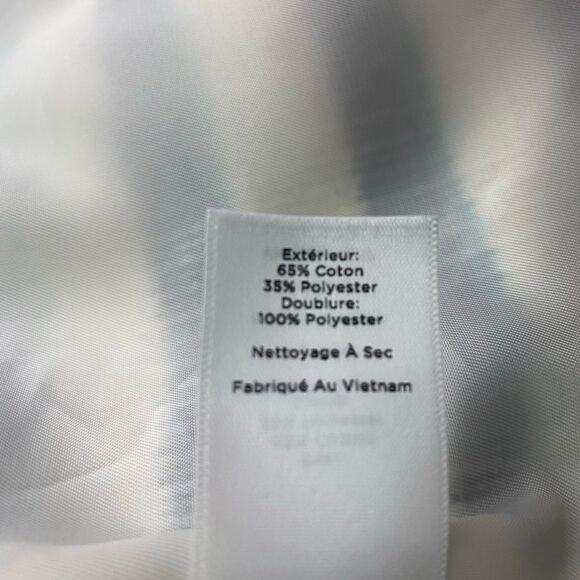 Extérieur:
65% Coton
35% Polyester
Doublure:
100% Polyester
Nettoyage À Sec
Fabriqué Au Vietnam